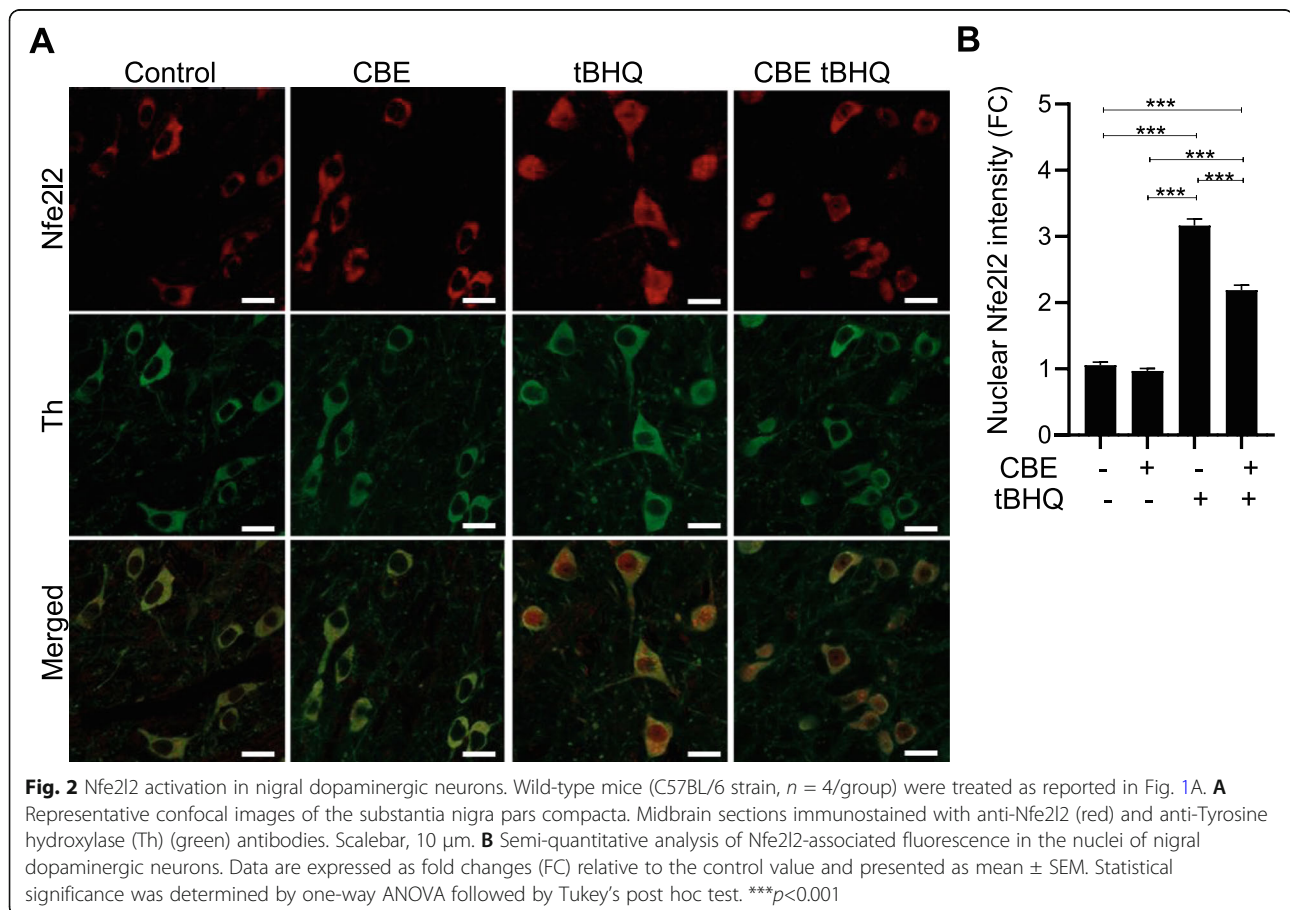 A
B
Control CBE tBHQ CBE tBHQ
Nfe2l2
Th
Merged
Nuclear Nfe2l2 intensity (FC)
5
4
3
2
1
0
***
***
***
***
***
CBE - + - +
tBHQ - - + +
Fig. 2 Nfe2l2 activation in nigral dopaminergic neurons. Wild-type mice (C57BL/6 strain, n = 4/group) were treated as reported in Fig. 1A. A
Representative confocal images of the substantia nigra pars compacta. Midbrain sections immunostained with anti-Nfe2l2 (red) and anti-Tyrosine
hydroxylase (Th) (green) antibodies. Scalebar, 10 μm. B Semi-quantitative analysis of Nfe2l2-associated fluorescence in the nuclei of nigral
dopaminergic neurons. Data are expressed as fold changes (FC) relative to the control value and presented as mean ± SEM. Statistical
significance was determined by one-way ANOVA followed by Tukey's post hoc test. ***p<0.001